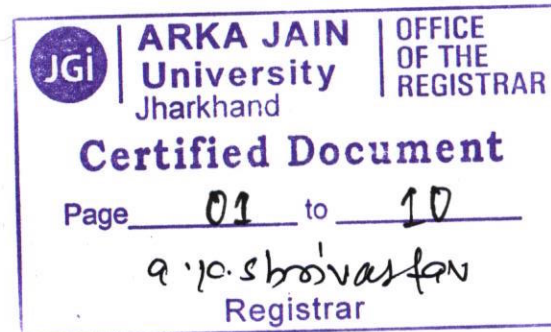 JGi
ARKA JAIN
University
Jharkhand
OFFICE
OF THE
REGISTRAR
Certified Document
Page 01 to 10
Registrar